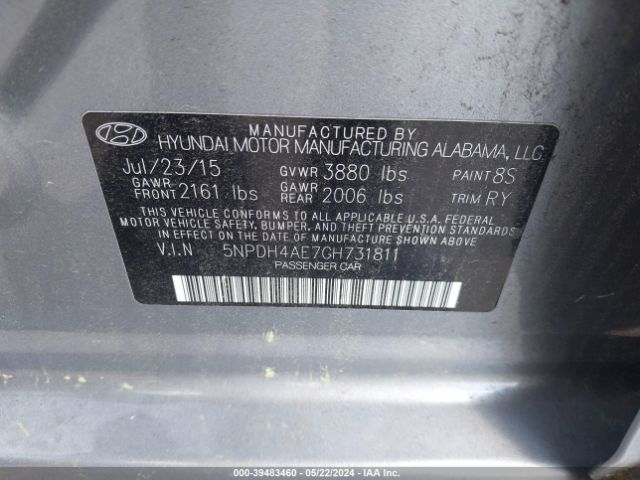 MANUFACTURED BY
HYUNDAI MOTOR MANUFACTURING ALABAMA, LLC
Jul/23/15 GVWR 3880 lbs PAINT 8S
GAWR FRONT 2161 lbs GAWR REAR 2006 lbs TRIM RY
THIS VEHICLE CONFORMS TO ALL APPLICABLE U.S.A. FEDERAL
MOTOR VEHICLE SAFETY, BUMPER, AND THEFT PREVENTION STANDARDS
IN EFFECT ON THE DATE OF MANUFACTURE SHOWN ABOVE.
V.I.N 5NPDH4AE7GH731811
PASSENGER CAR
000-39483460 - 05/22/2024 - Copyright IAA, Inc.